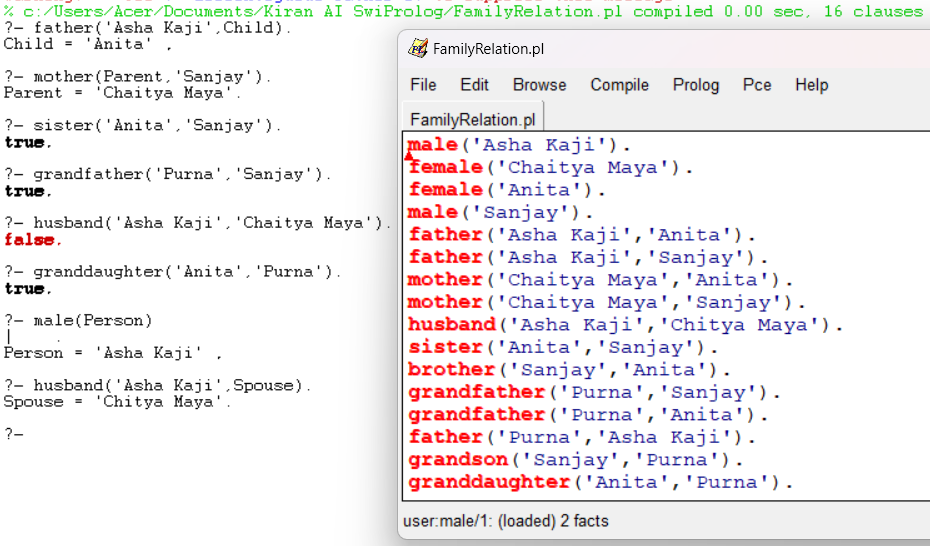 % c:/Users/Acer/Documents/Kiran AI SwiProlog/FamilyRelation.pl compiled 0.00 sec, 16 clauses
?- father('Asha Kaji',Child).
Child = 'Anita' ,
?- mother(Parent,'Sanjay').
Parent = 'Chaitya Maya'.
?- sister('Anita','Sanjay').
true.
?- grandfather('Purna','Sanjay').
true.
?- husband('Asha Kaji','Chaitya Maya').
false.
?- granddaughter('Anita','Purna').
true.
?- male(Person)
|    .
Person = 'Asha Kaji' ,
?- husband('Asha Kaji',Spouse).
Spouse = 'Chitya Maya'.
?-
FamilyRelation.pl
File Edit Browse Compile Prolog Pce Help
FamilyRelation.pl
male('Asha Kaji').
female('Chaitya Maya').
female('Anita').
male('Sanjay').
father('Asha Kaji','Anita').
father('Asha Kaji','Sanjay').
mother('Chaitya Maya','Anita').
mother('Chaitya Maya','Sanjay').
husband('Asha Kaji','Chitya Maya').
sister('Anita','Sanjay').
brother('Sanjay','Anita').
grandfather('Purna','Sanjay').
grandfather('Purna','Anita').
father('Purna','Asha Kaji').
grandson('Sanjay','Purna').
granddaughter('Anita','Purna').
user:male/1: (loaded) 2 facts